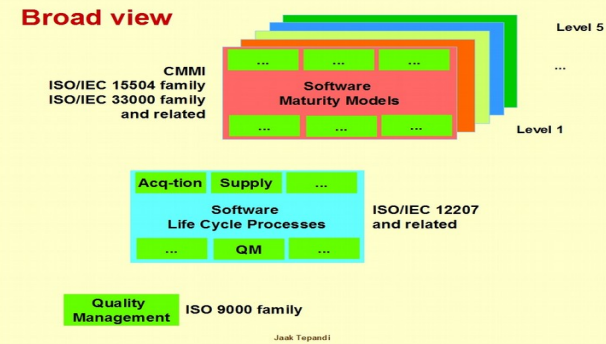 Broad view
Level 5
... ... ...
CMMI
ISO/IEC 15504 family
ISO/IEC 33000 family
and related
Software
Maturity Models
...
... ... ...
Level 1
Acq-tion Supply ...
Software
Life Cycle Processes
ISO/IEC 12207
and related
... QM ...
Quality
Management
ISO 9000 family
Jaak Tepandi